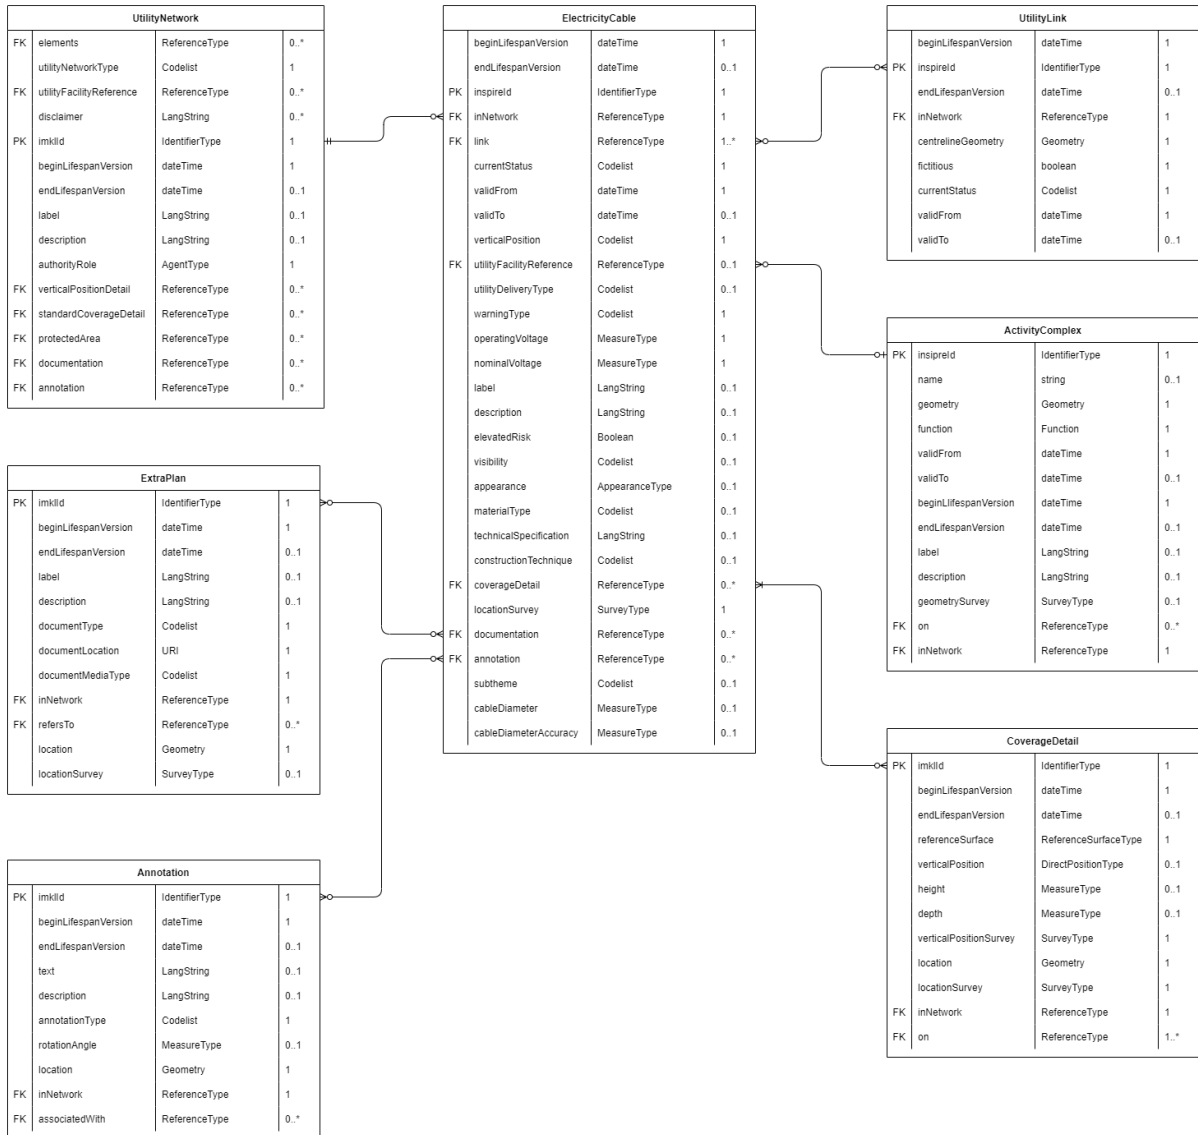 UtilityNetwork
FK elements ReferenceType 0..*
utilityNetworkType Codelist 1
FK utilityFacilityReference ReferenceType 0..*
disclaimer LangString 0..*
PK imklId IdentifierType 1
beginLifespanVersion dateTime 1
endLifespanVersion dateTime 0..1
label LangString 0..1
description LangString 0..1
authorityRole AgentType 1
FK verticalPositionDetail ReferenceType 0..*
FK standardCoverageDetail ReferenceType 0..*
FK protectedArea ReferenceType 0..*
FK documentation ReferenceType 0..*
FK annotation ReferenceType 0..*
ExtraPlan
PK imklId IdentifierType 1
beginLifespanVersion dateTime 1
endLifespanVersion dateTime 0..1
label LangString 0..1
description LangString 0..1
documentType Codelist 1
documentLocation URI 1
documentMediaType Codelist 1
FK inNetwork ReferenceType 1
FK refersTo ReferenceType 0..*
location Geometry 1
locationSurvey SurveyType 0..1
Annotation
PK imklId IdentifierType 1
beginLifespanVersion dateTime 1
endLifespanVersion dateTime 0..1
text LangString 0..1
description LangString 0..1
annotationType Codelist 1
rotationAngle MeasureType 0..1
location Geometry 1
FK inNetwork ReferenceType 1
FK associatedWith ReferenceType 0..*
ElectricityCable
beginLifespanVersion dateTime 1
endLifespanVersion dateTime 0..1
PK inspireId IdentifierType 1
FK inNetwork ReferenceType 1
FK link ReferenceType 1..*
currentStatus Codelist 1
validFrom dateTime 1
validTo dateTime 0..1
verticalPosition Codelist 1
FK utilityFacilityReference ReferenceType 0..1
utilityDeliveryType Codelist 0..1
warningType Codelist 1
operatingVoltage MeasureType 1
nominalVoltage MeasureType 1
label LangString 0..1
description LangString 0..1
elevatedRisk Boolean 0..1
visibility Codelist 0..1
appearance AppearanceType 0..1
materialType Codelist 0..1
technicalSpecification LangString 0..1
constructionTechnique Codelist 0..1
FK coverageDetail ReferenceType 0..*
locationSurvey SurveyType 1
FK documentation ReferenceType 0..*
FK annotation ReferenceType 0..*
subtheme Codelist 0..1
cableDiameter MeasureType 0..1
cableDiameterAccuracy MeasureType 0..1
UtilityLink
beginLifespanVersion dateTime 1
PK inspireId IdentifierType 1
endLifespanVersion dateTime 0..1
FK inNetwork ReferenceType 1
centrelineGeometry Geometry 1
fictitious boolean 1
currentStatus Codelist 1
validFrom dateTime 1
validTo dateTime 0..1
ActivityComplex
PK insipreId IdentifierType 1
name string 0..1
geometry Geometry 1
function Function 1
validFrom dateTime 1
validTo dateTime 0..1
beginLlifespanVersion dateTime 1
endLifespanVersion dateTime 0..1
label LangString 0..1
description LangString 0..1
geometrySurvey SurveyType 0..1
FK on ReferenceType 0..*
FK inNetwork ReferenceType 1
CoverageDetail
PK imklId IdentifierType 1
beginLifespanVersion dateTime 1
endLifespanVersion dateTime 0..1
referenceSurface ReferenceSurfaceType 1
verticalPosition DirectPositionType 0..1
height MeasureType 0..1
depth MeasureType 0..1
verticalPositionSurvey SurveyType 1
location Geometry 1
locationSurvey SurveyType 1
FK inNetwork ReferenceType 1
FK on ReferenceType 1..*